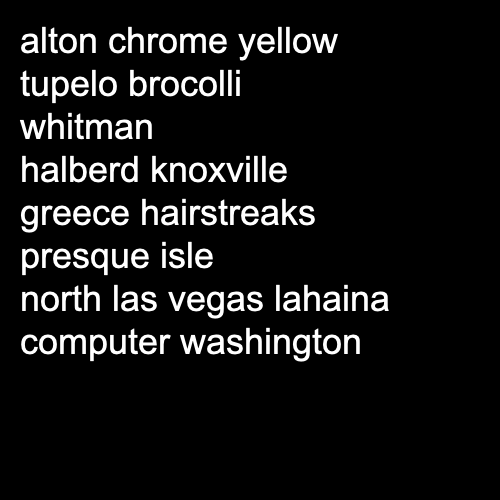 alton chrome yellow
tupelo brocolli
whitman
halberd knoxville
greece hairstreaks
presque isle
north las vegas lahaina
computer washington